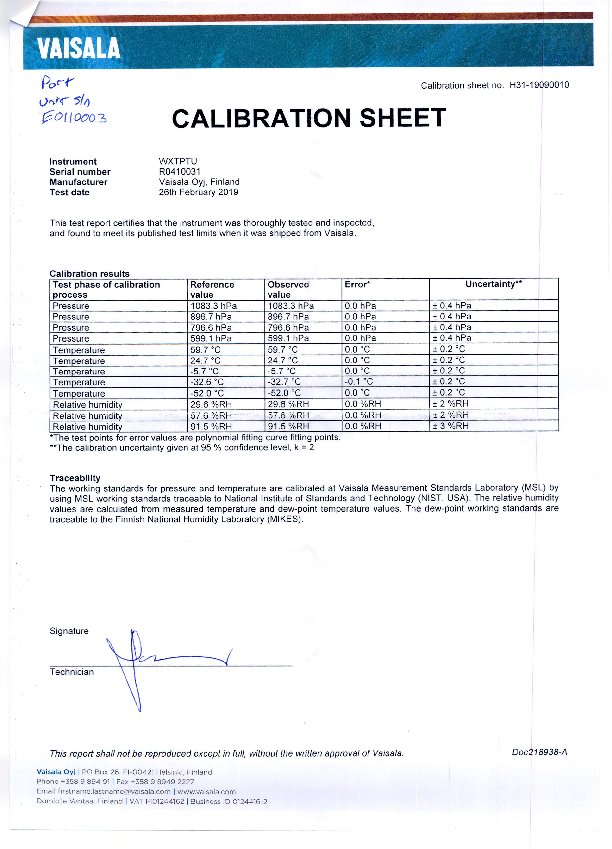 VAISALA
Port
Unit S/n
E0110003
Calibration sheet no. H31-19090010
CALIBRATION SHEET
Instrument WXTPTU
Serial number R0410031
Manufacturer Vaisala Oyj, Finland
Test date 26th February 2019
This test report certifies that the instrument was thoroughly tested and inspected,
and found to meet its published test limits when it was shipped from Vaisala.
Calibration results
Test phase of calibration process Reference value Observed value Error* Uncertainty**
Pressure 1083.3 hPa 1083.3 hPa 0.0 hPa ± 0.4 hPa
Pressure 896.7 hPa 896.7 hPa 0.0 hPa ± 0.4 hPa
Pressure 796.6 hPa 796.6 hPa 0.0 hPa ± 0.4 hPa
Pressure 599.1 hPa 599.1 hPa 0.0 hPa ± 0.4 hPa
Temperature 59.7 °C 59.7 °C 0.0 °C ± 0.2 °C
Temperature 24.7 °C 24.7 °C 0.0 °C ± 0.2 °C
Temperature -5.7 °C -5.7 °C 0.0 °C ± 0.2 °C
Temperature -32.6 °C -32.7 °C -0.1 °C ± 0.2 °C
Temperature -52.0 °C -52.0 °C 0.0 °C ± 0.2 °C
Relative humidity 29.6 %RH 29.6 %RH 0.0 %RH ± 2 %RH
Relative humidity 57.6 %RH 57.6 %RH 0.0 %RH ± 2 %RH
Relative humidity 91.5 %RH 91.5 %RH 0.0 %RH ± 3 %RH
*The test points for error values are polynomial fitting curve fitting points.
**The calibration uncertainty given at 95 % confidence level, k = 2
Traceability
The working standards for pressure and temperature are calibrated at Vaisala Measurement Standards Laboratory (MSL) by
using MSL working standards traceable to National Institute of Standards and Technology (NIST, USA). The relative humidity
values are calculated from measured temperature and dew-point temperature values. The dew-point working standards are
traceable to the Finnish National Humidity Laboratory (MIKES).
Signature
Technician
This report shall not be reproduced except in full, without the written approval of Vaisala. Doc218938-A
Vaisala Oyj | PO Box 26, FI-00421 Helsinki, Finland
Phone +358 9 894 91 | Fax +358 9 8949 2227
Email firstname.lastname@vaisala.com | www.vaisala.com
Domicile Vantaa, Finland | VAT FI01244162 | Business ID 0124416-2